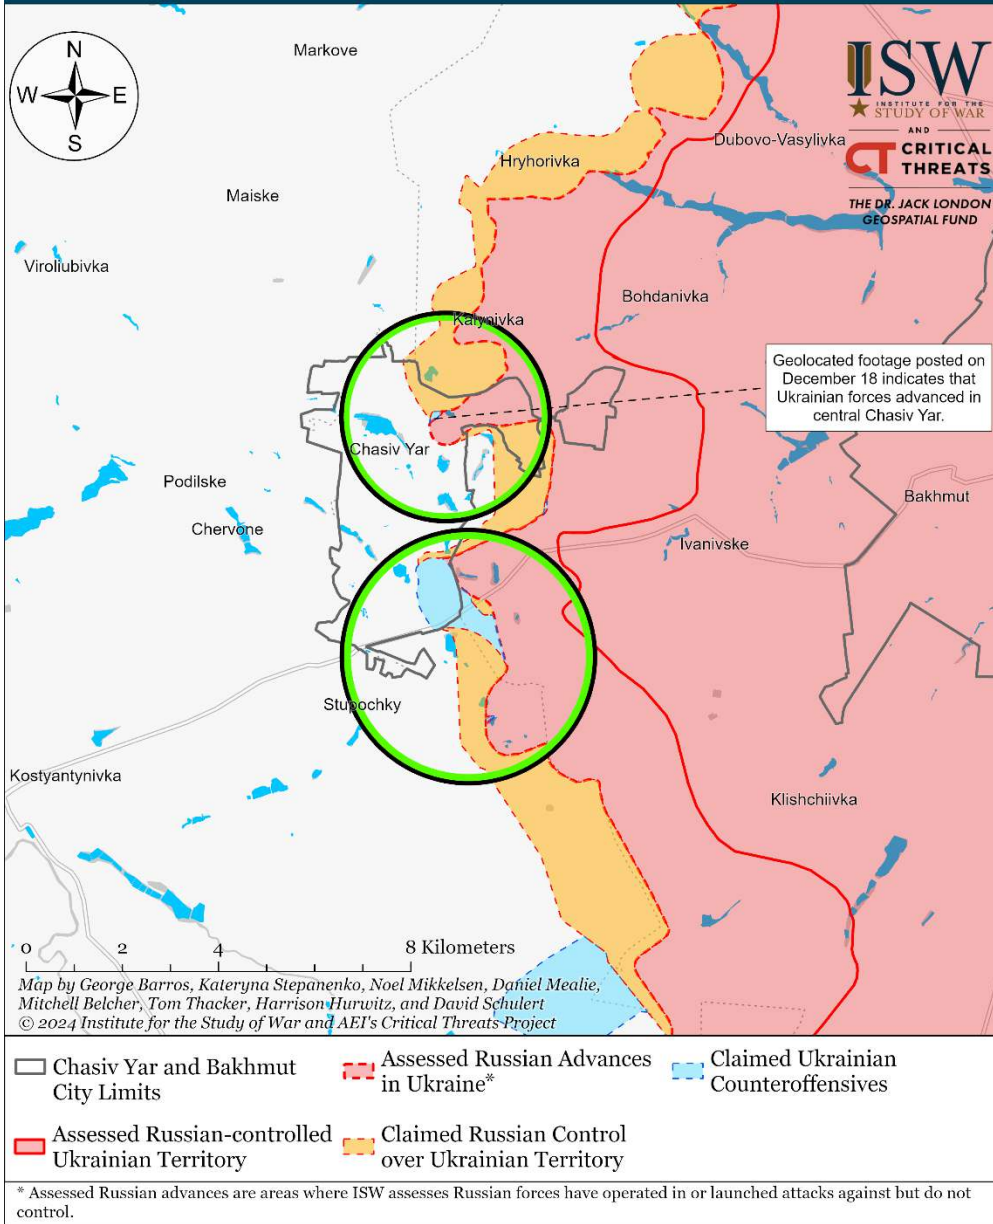 N
W
E
S
Markove
ISW
INSTITUTE FOR THE
STUDY OF WAR
AND
CT CRITICAL
THREATS
THE DR. JACK LONDON
GEOSPATIAL FUND
Dubovo-Vasylivka
Hryhorivka
Maiske
Viroliubivka
Bohdanivka
Kalynivka
Geolocated footage posted on
December 18 indicates that
Ukrainian forces advanced in
central Chasiv Yar.
Chasiv Yar
Podilske
Bakhmut
Chervone
Ivanivske
Stupochky
Kostyantynivka
Klishchiivka
0 2 4 8 Kilometers
Map by George Barros, Kateryna Stepanenko, Noel Mikkelsen, Daniel Mealie,
Mitchell Belcher, Tom Thacker, Harrison Hurwitz, and David Schulert
© 2024 Institute for the Study of War and AEI's Critical Threats Project
Chasiv Yar and Bakhmut
City Limits
Assessed Russian Advances
in Ukraine*
Claimed Ukrainian
Counteroffensives
Assessed Russian-controlled
Ukrainian Territory
Claimed Russian Control
over Ukrainian Territory
* Assessed Russian advances are areas where ISW assesses Russian forces have operated in or launched attacks against but do not
control.